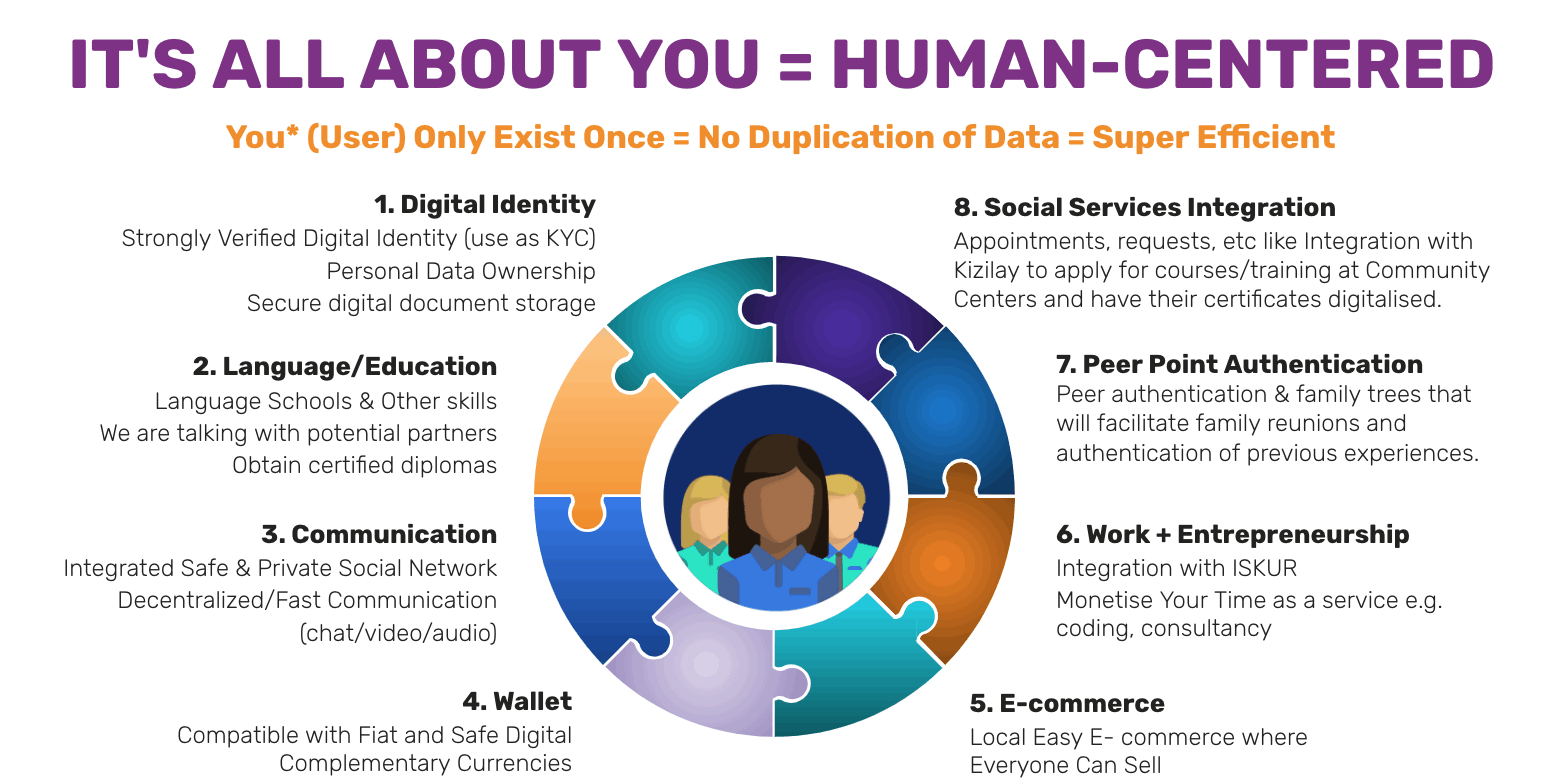 IT'S ALL ABOUT YOU = HUMAN-CENTERED
You* (User) Only Exist Once = No Duplication of Data = Super Efficient
1. Digital Identity
Strongly Verified Digital Identity (use as KYC)
Personal Data Ownership
Secure digital document storage
2. Language/Education
Language Schools & Other skills
We are talking with potential partners
Obtain certified diplomas
3. Communication
Integrated Safe & Private Social Network
Decentralized/Fast Communication
(chat/video/audio)
4. Wallet
Compatible with Fiat and Safe Digital
Complementary Currencies
8. Social Services Integration
Appointments, requests, etc like Integration with
Kizilay to apply for courses/training at Community
Centers and have their certificates digitalised.
7. Peer Point Authentication
Peer authentication & family trees that
will facilitate family reunions and
authentication of previous experiences.
6. Work + Entrepreneurship
Integration with ISKUR
Monetise Your Time as a service e.g.
coding, consultancy
5. E-commerce
Local Easy E- commerce where
Everyone Can Sell